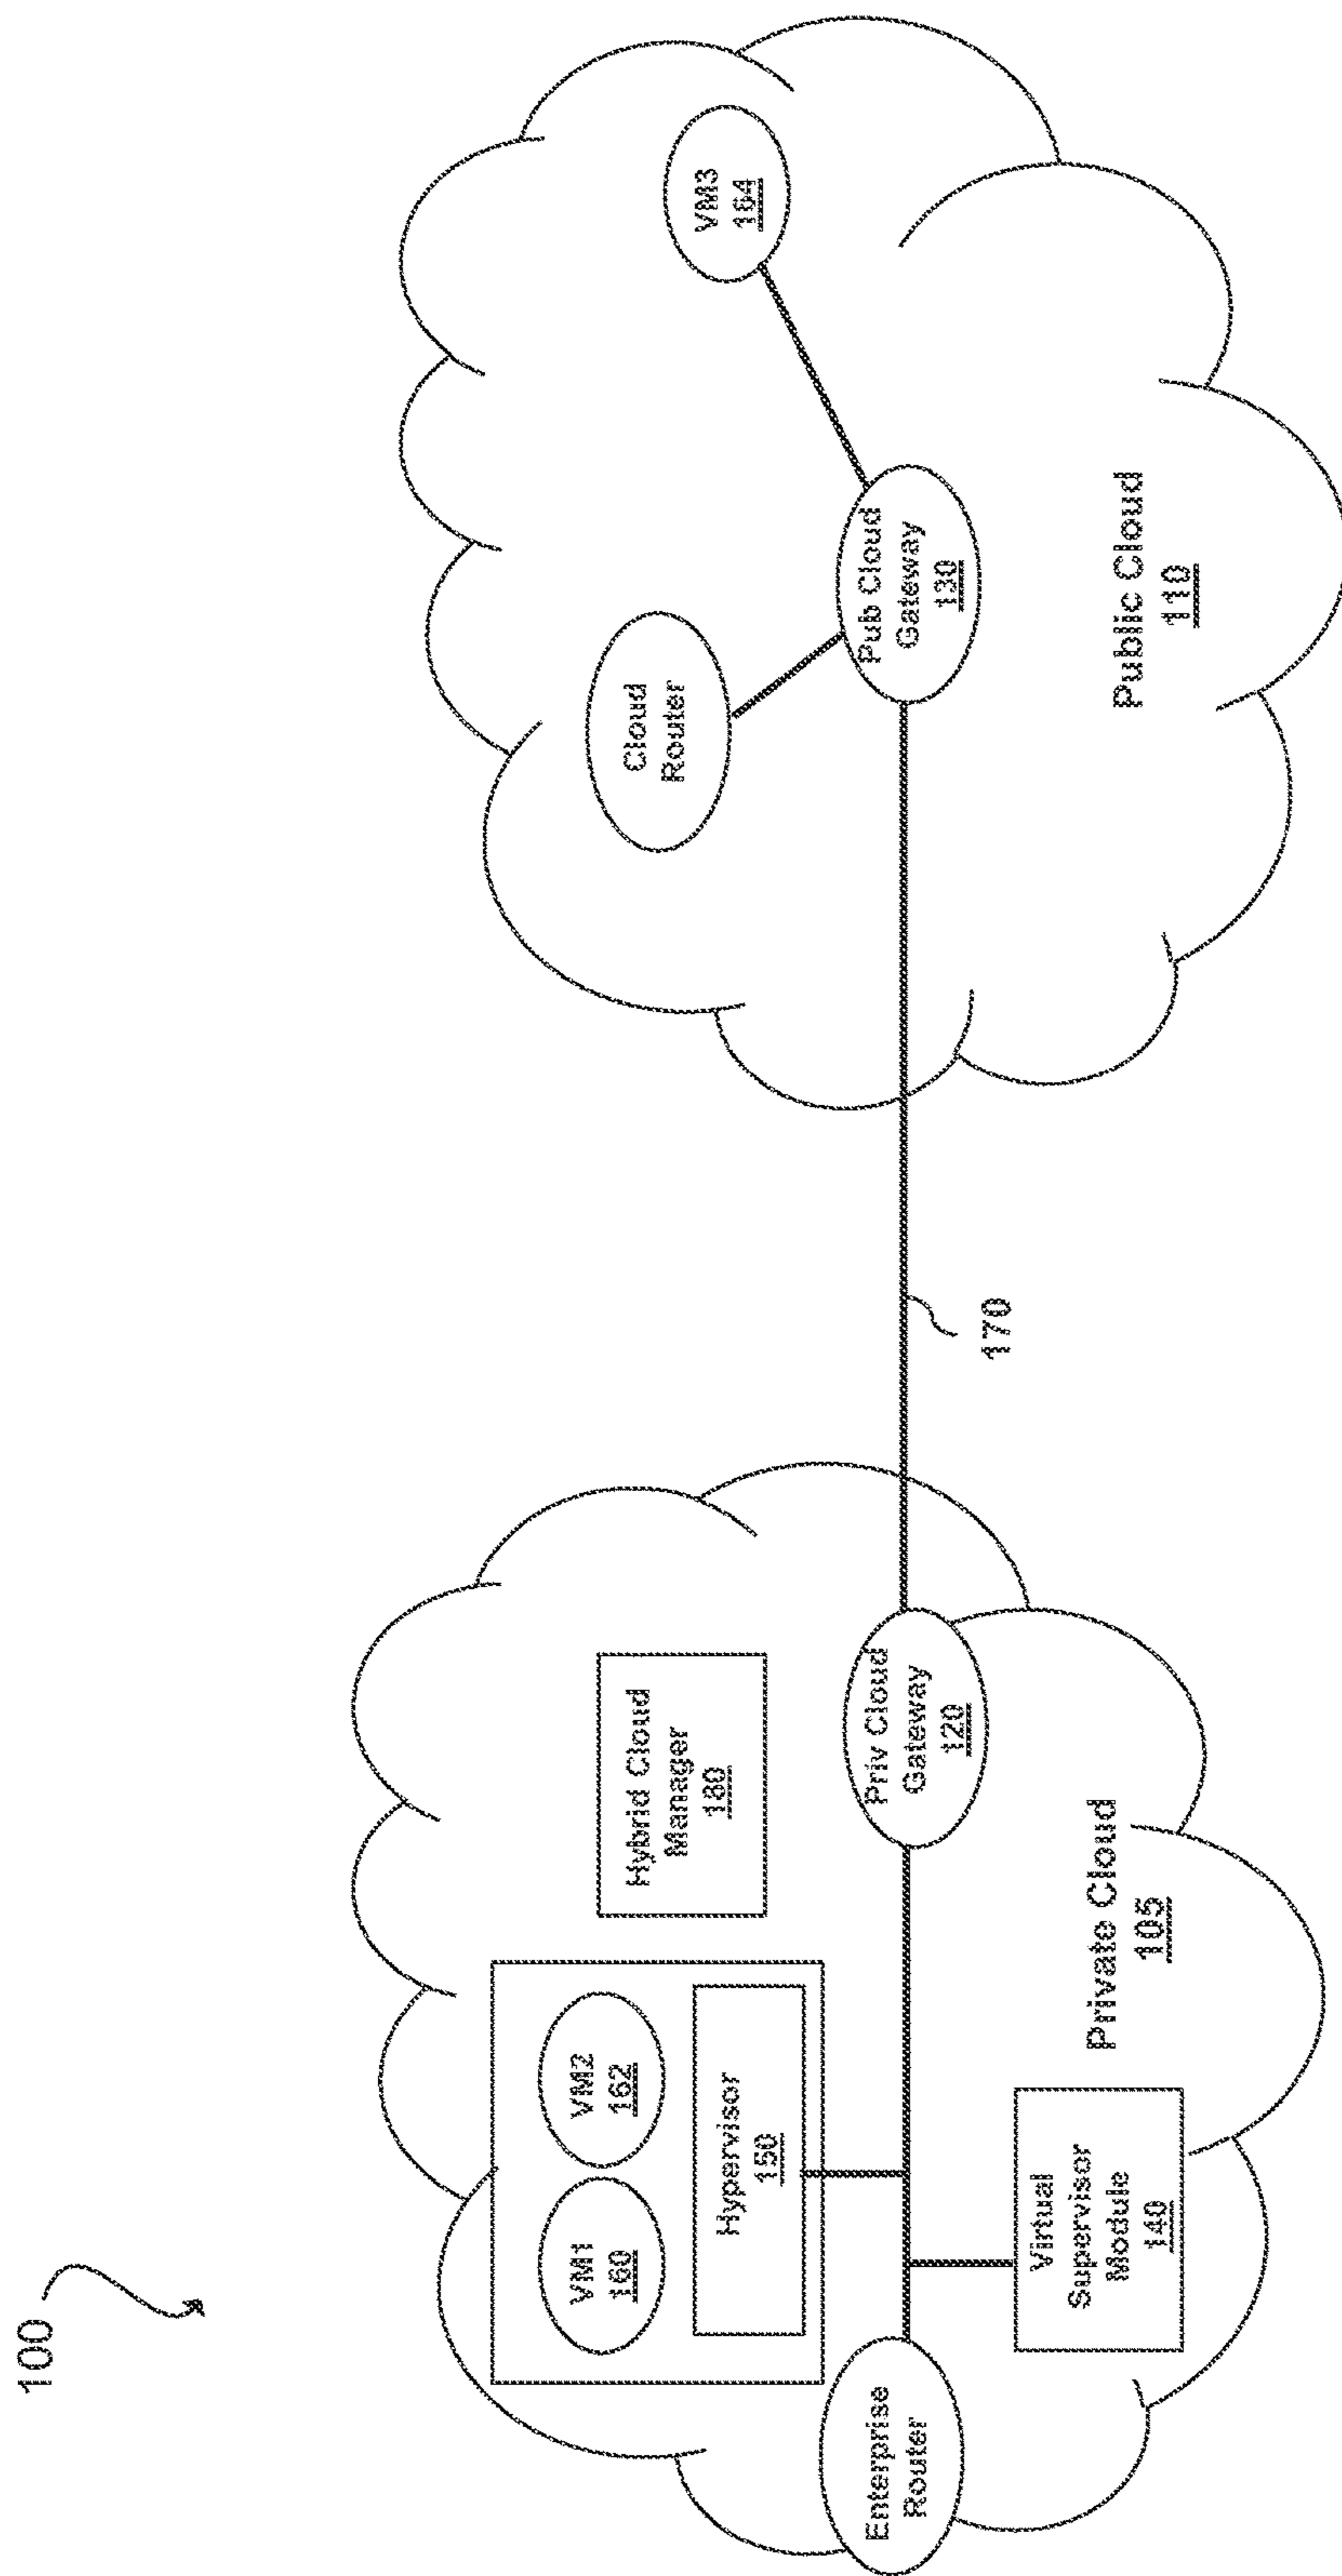 100
VM1
160
VM2
162
Hypervisor
150
Hybrid Cloud
Manager
180
Enterprise
Router
Virtual
Supervisor
Module
140
Priv Cloud
Gateway
120
Private Cloud
105
170
Cloud
Router
Pub Cloud
Gateway
130
VM3
164
Public Cloud
110